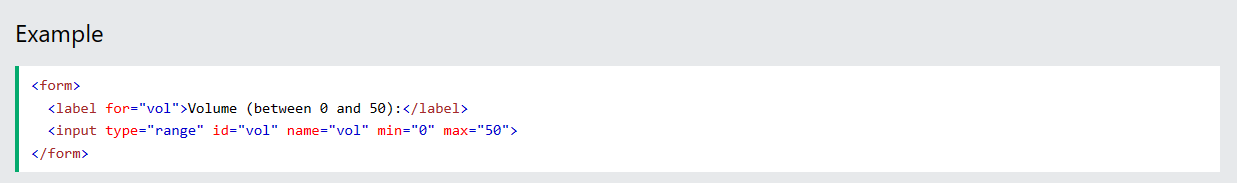 Example
<form>
<label for="vol">Volume (between 0 and 50):</label>
<input type="range" id="vol" name="vol" min="0" max="50">
</form>